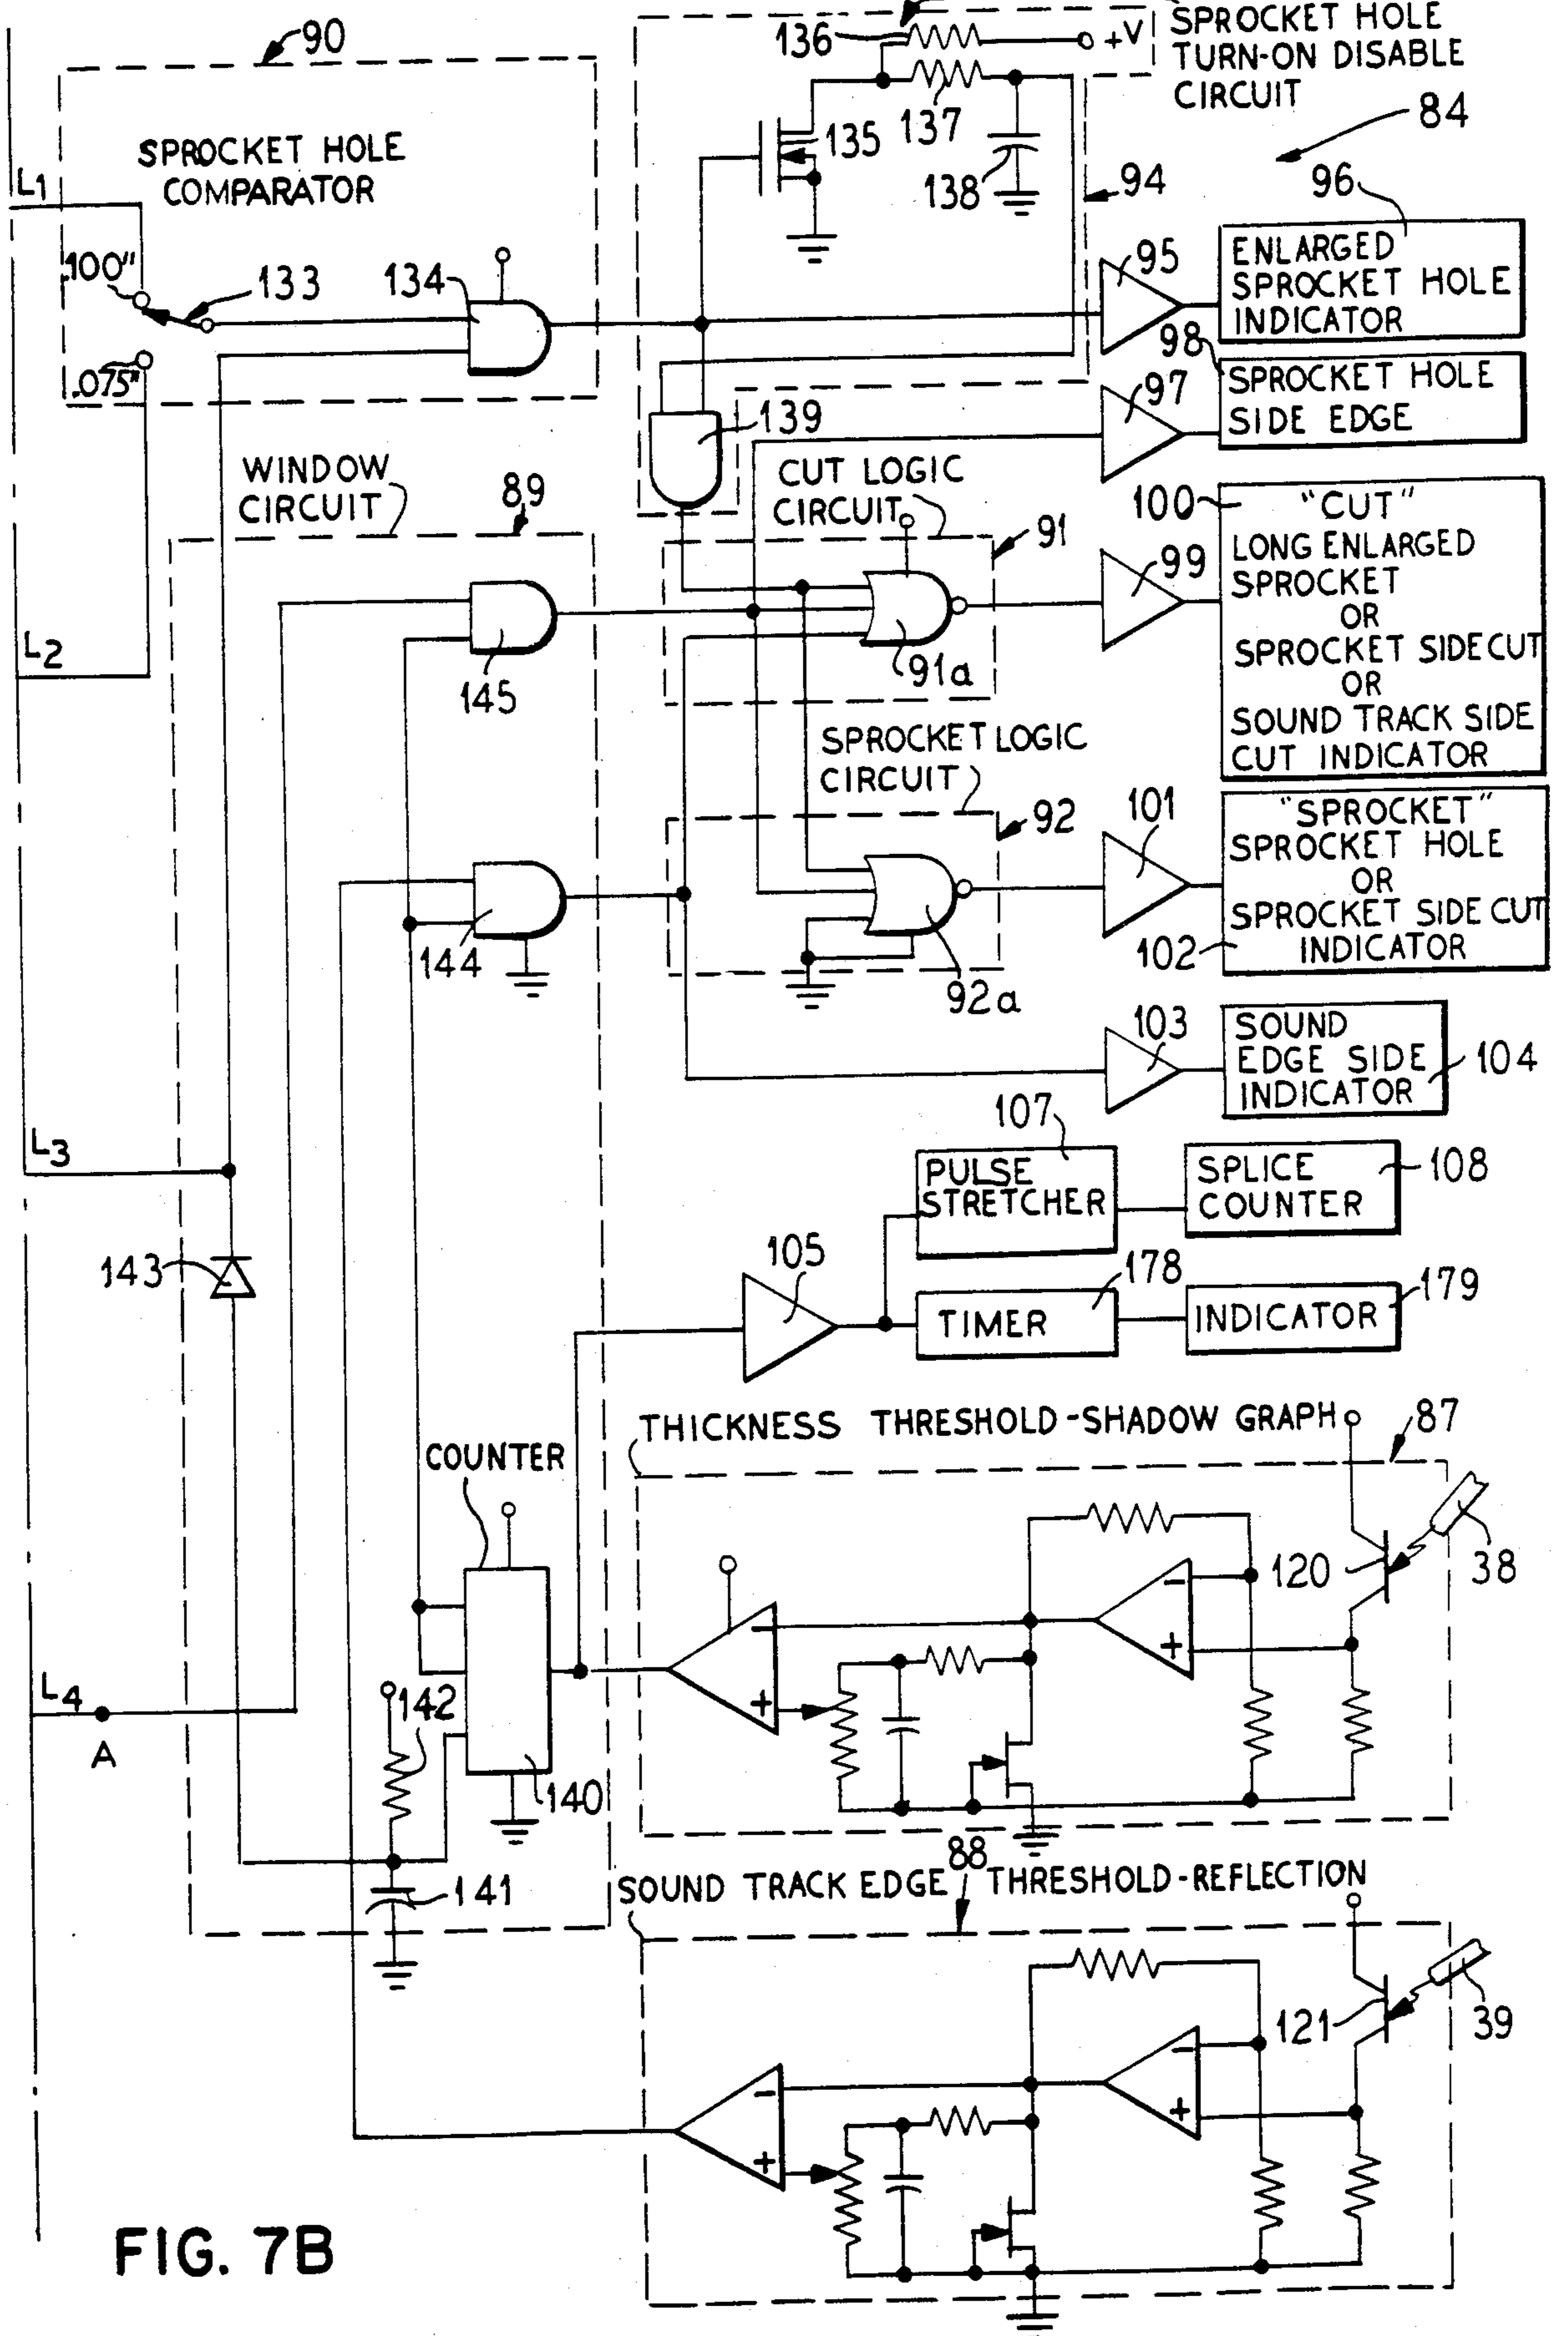 90
136
+V
SPROCKET HOLE
TURN-ON DISABLE
CIRCUIT
137
84
135
138
94
96
SPROCKET HOLE
COMPARATOR
L1
.100"
133
134
95
ENLARGED
SPROCKET HOLE
INDICATOR
98
.075"
97
SPROCKET HOLE
SIDE EDGE
139
WINDOW
CIRCUIT
89
CUT LOGIC
CIRCUIT
91
100
"CUT"
LONG ENLARGED
SPROCKET
OR
SPROCKET SIDE CUT
OR
SOUND TRACK SIDE
CUT INDICATOR
99
L2
145
91a
SPROCKET LOGIC
CIRCUIT
92
101
"SPROCKET"
SPROCKET HOLE
OR
SPROCKET SIDE CUT
INDICATOR
102
144
92a
103
SOUND
EDGE SIDE
INDICATOR
104
L3
107
PULSE
STRETCHER
SPLICE
COUNTER
108
143
105
178
179
TIMER
INDICATOR
THICKNESS THRESHOLD-SHADOW GRAPH
87
COUNTER
120
38
L4
A
142
140
141
88
SOUND TRACK EDGE THRESHOLD-REFLECTION
121
39
FIG. 7B